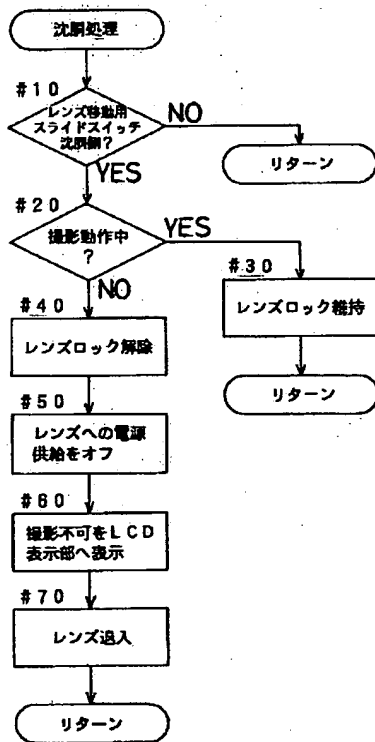 沈胴処理
#10
レンズ移動用
スライドスイッチ
沈胴側?
NO
リターン
YES
#20
撮影動作中
?
YES
#30
レンズロック維持
リターン
NO
#40
レンズロック解除
#50
レンズへの電源
供給をオフ
#60
撮影不可をLCD
表示部へ表示
#70
レンズ退入
リターン